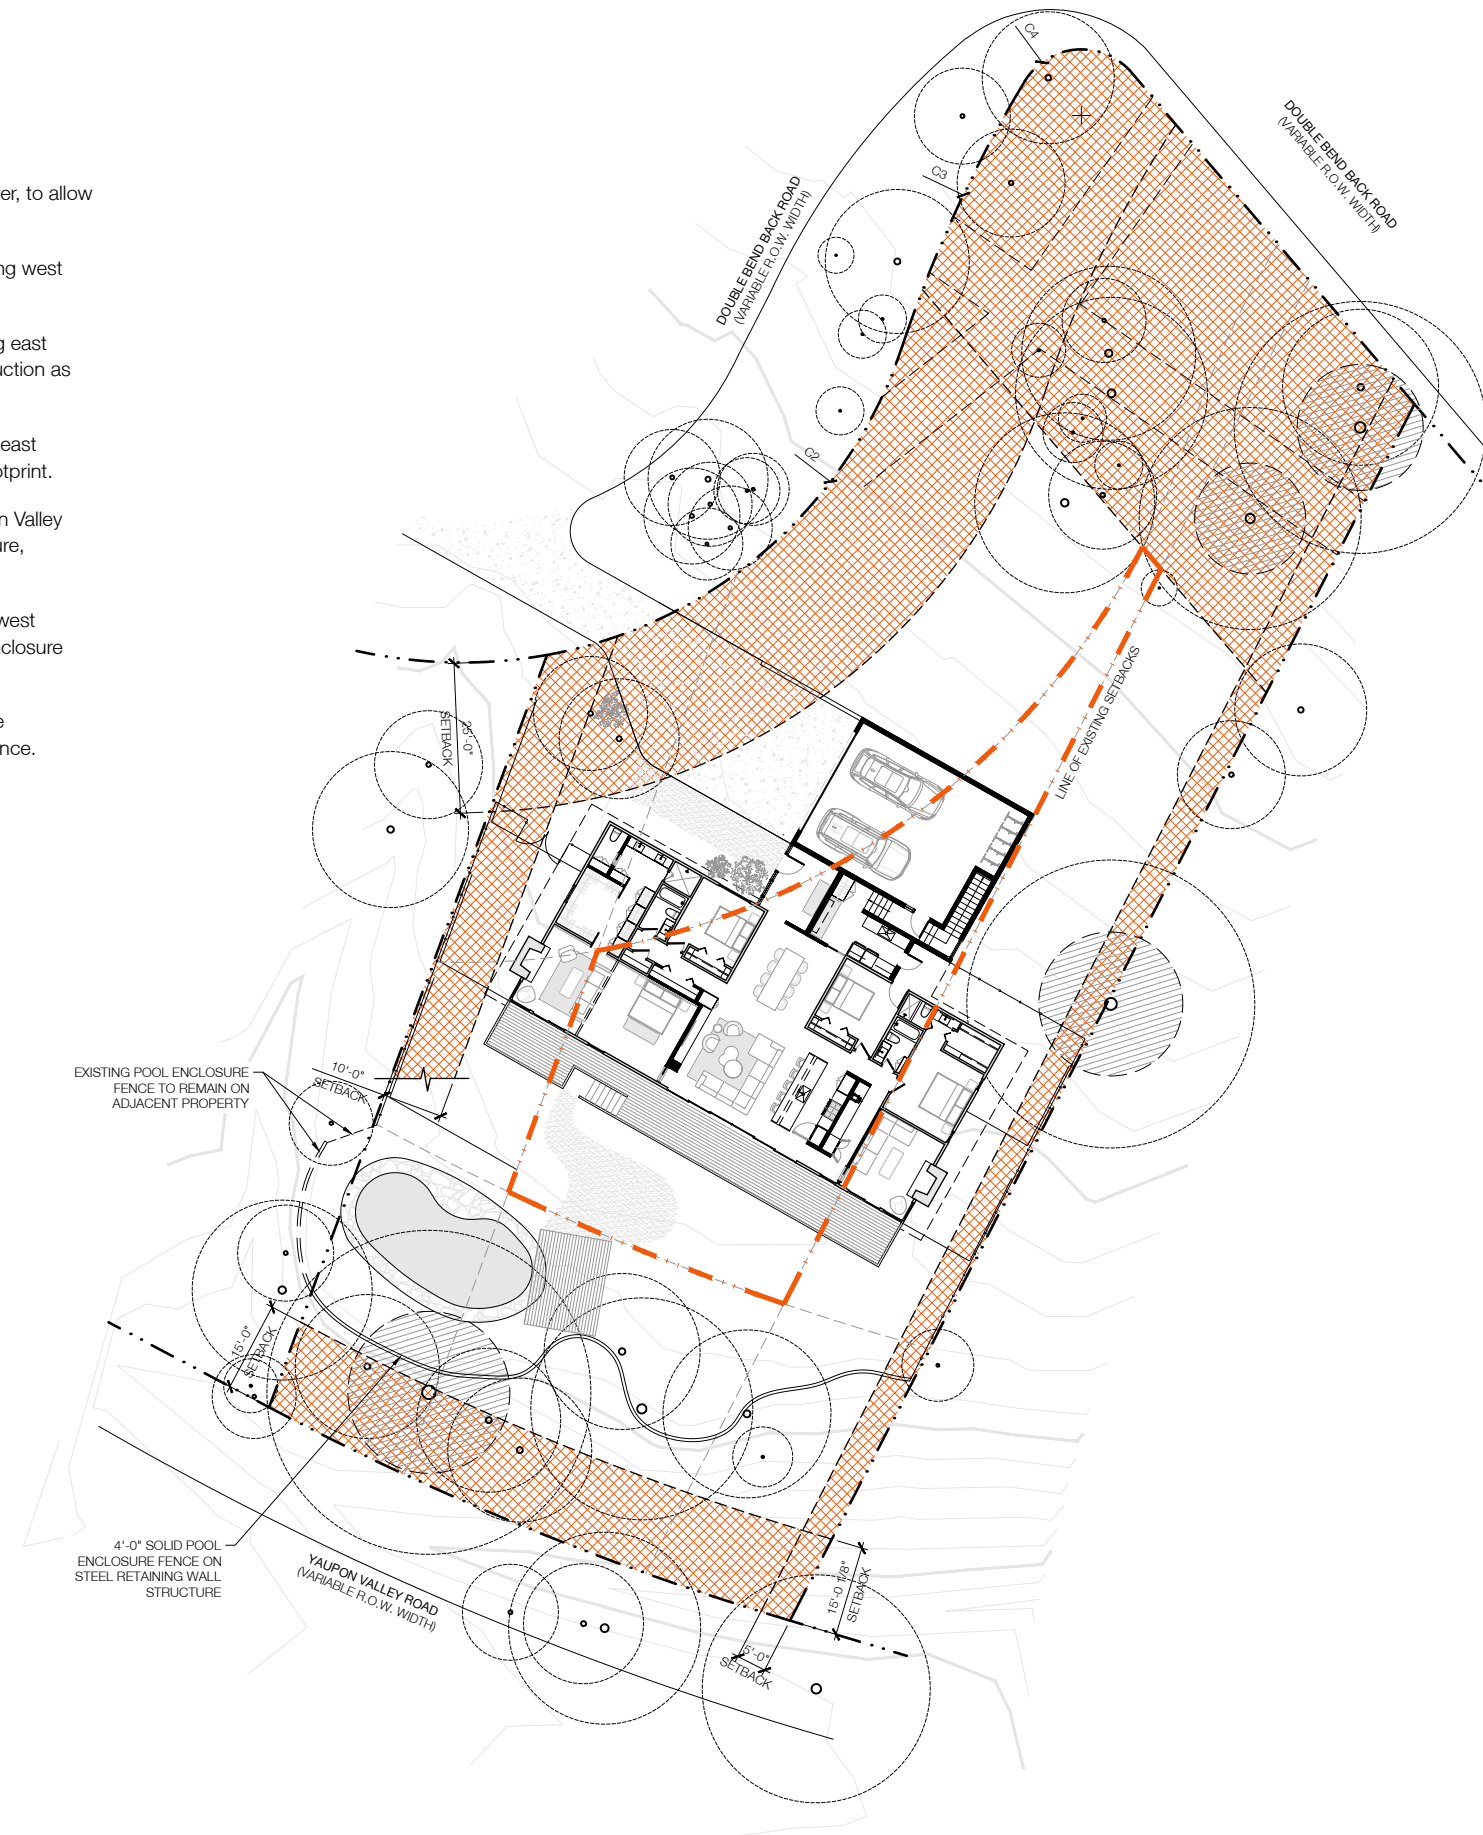 er, to allow
ng west
g east
uction as
east
otprint.
n Valley
ure,
west
nclosure
e
nce.
C4
DOUBLE BEND BACK ROAD
(VARIABLE R.O.W. WIDTH)
C3
DOUBLE BEND BACK ROAD
(VARIABLE R.O.W. WIDTH)
C2
25'-0"
SETBACK
LINE OF EXISTING SETBACKS
EXISTING POOL ENCLOSURE
FENCE TO REMAIN ON
ADJACENT PROPERTY
10'-0"
SETBACK
15'-0"
SETBACK
4'-0" SOLID POOL
ENCLOSURE FENCE ON
STEEL RETAINING WALL
STRUCTURE
YAUPON VALLEY ROAD
(VARIABLE R.O.W. WIDTH)
15'-0 1/8"
SETBACK
5'-0"
SETBACK